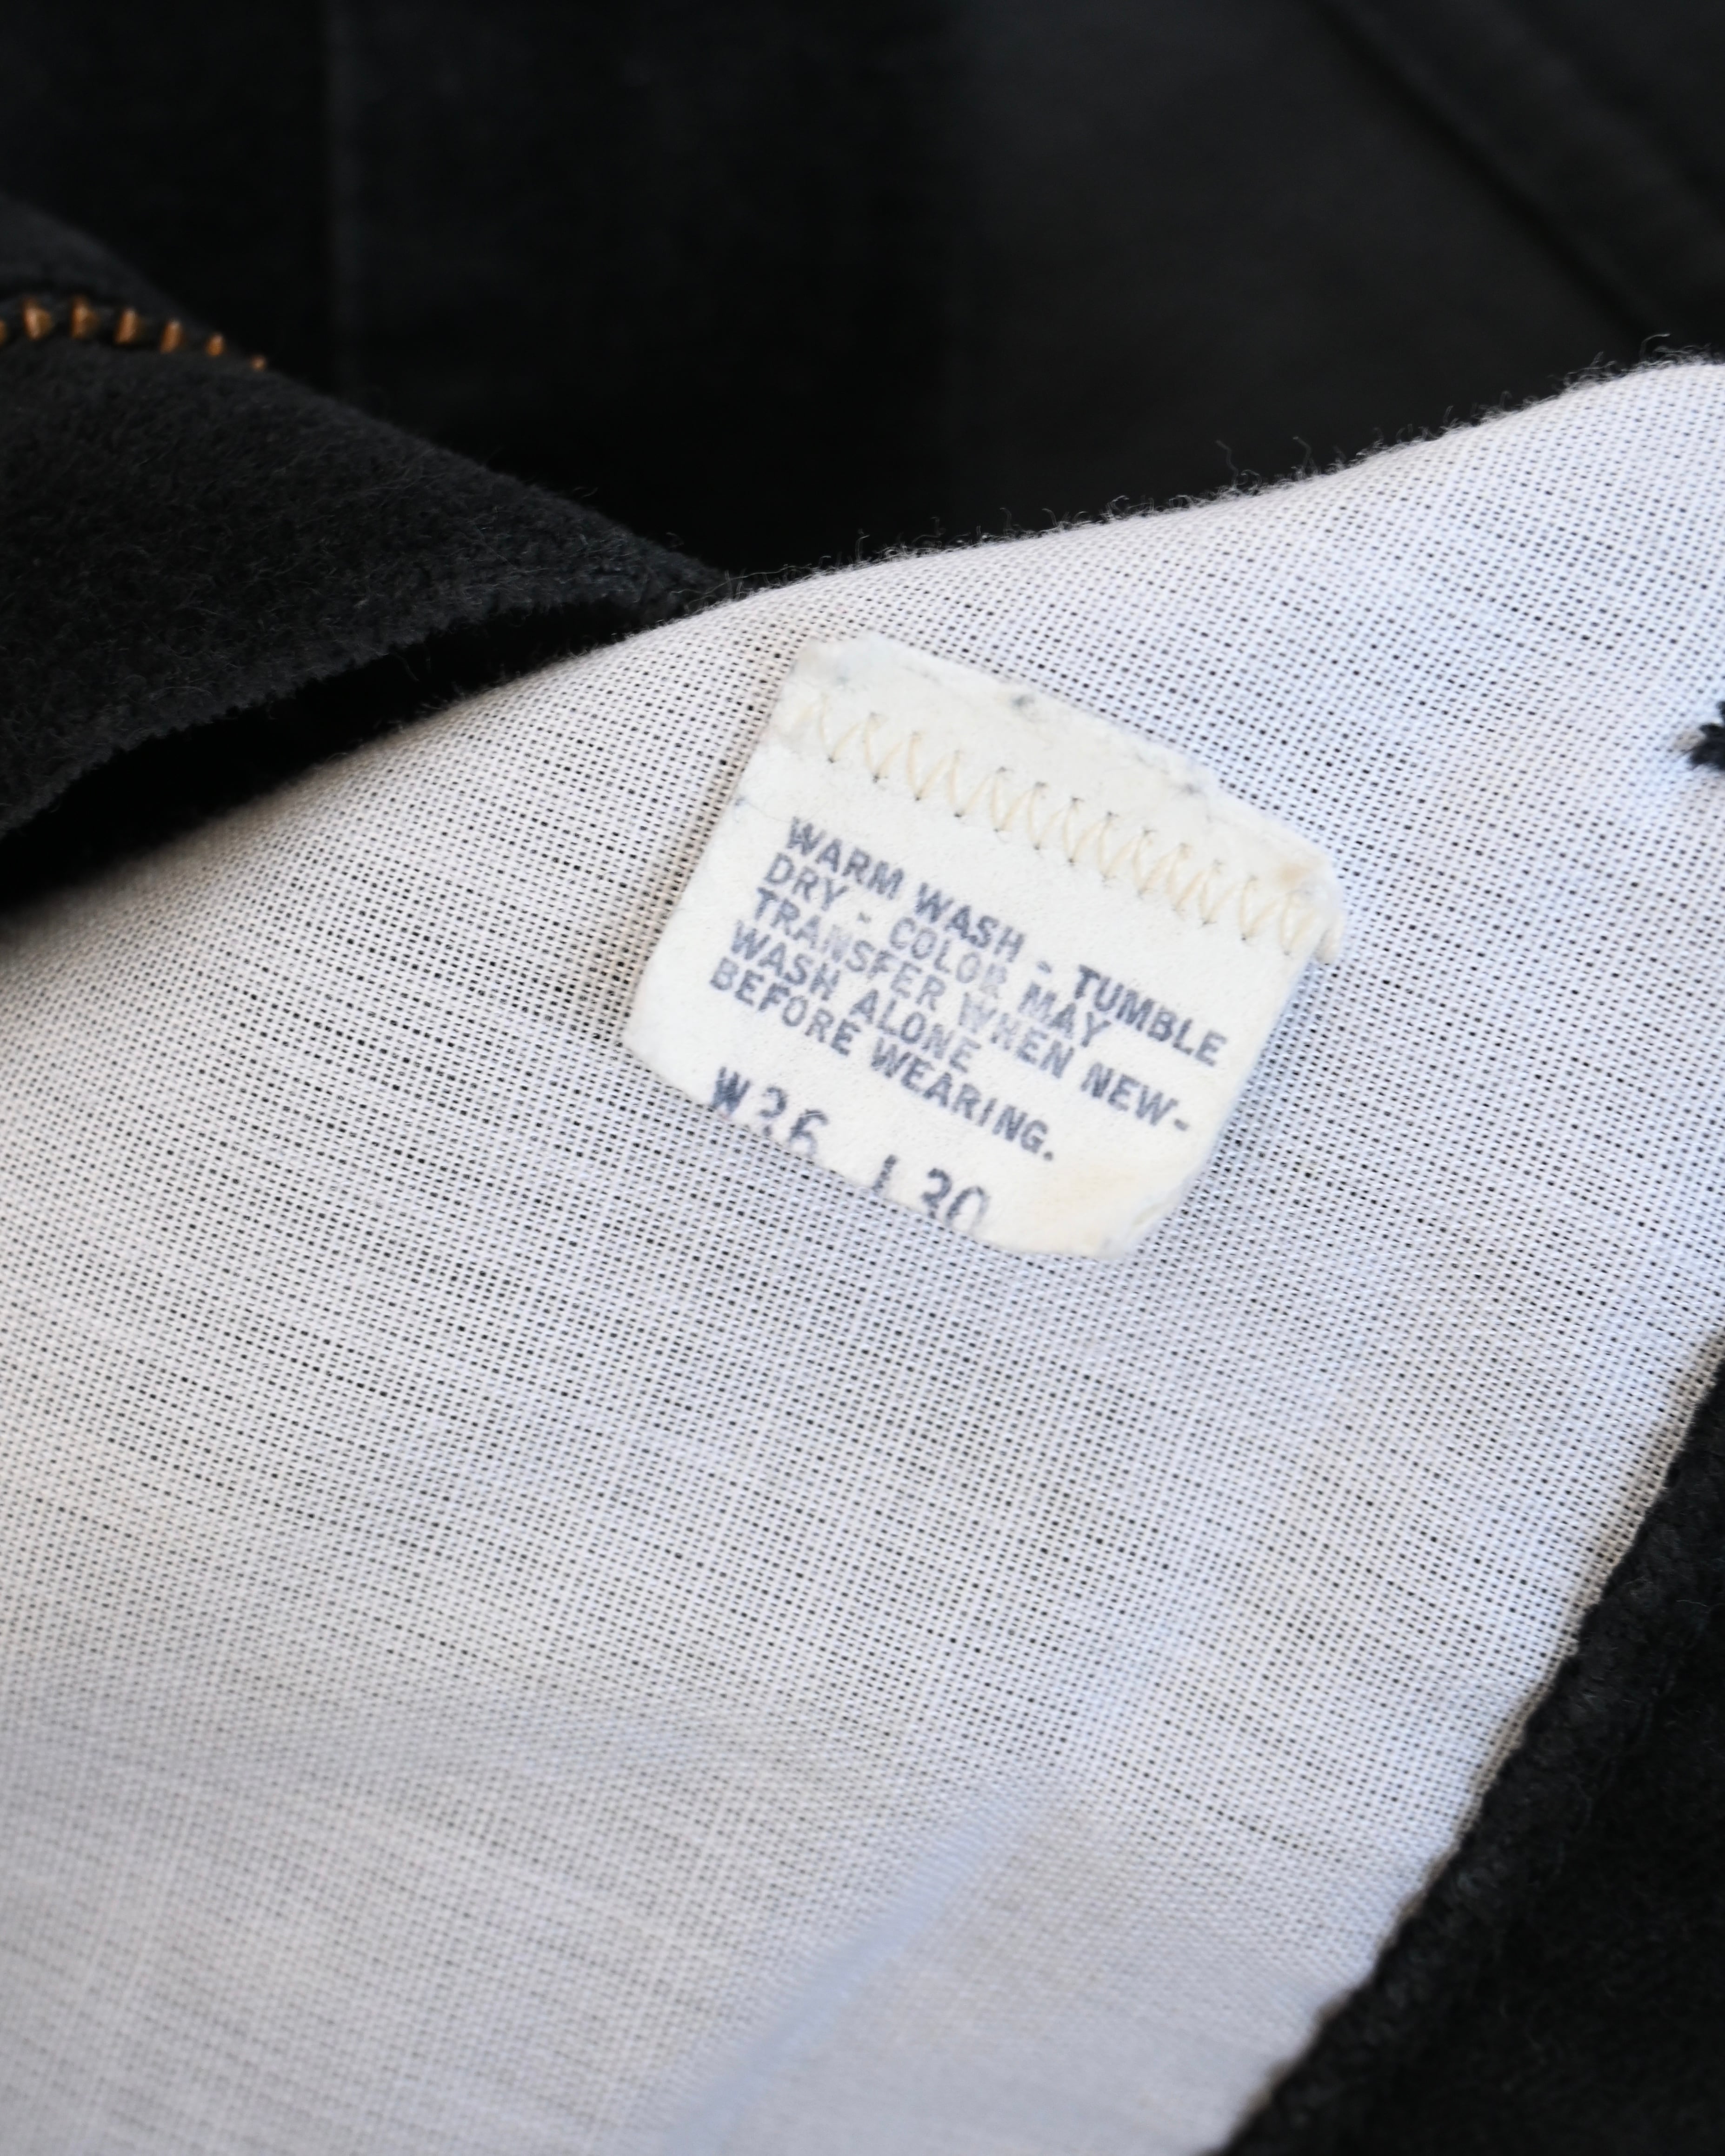 WARM WASH - TUMBLE
DRY - COLOR MAY
TRANSFER WHEN NEW-
WASH ALONE
BEFORE WEARING.
W36 L30